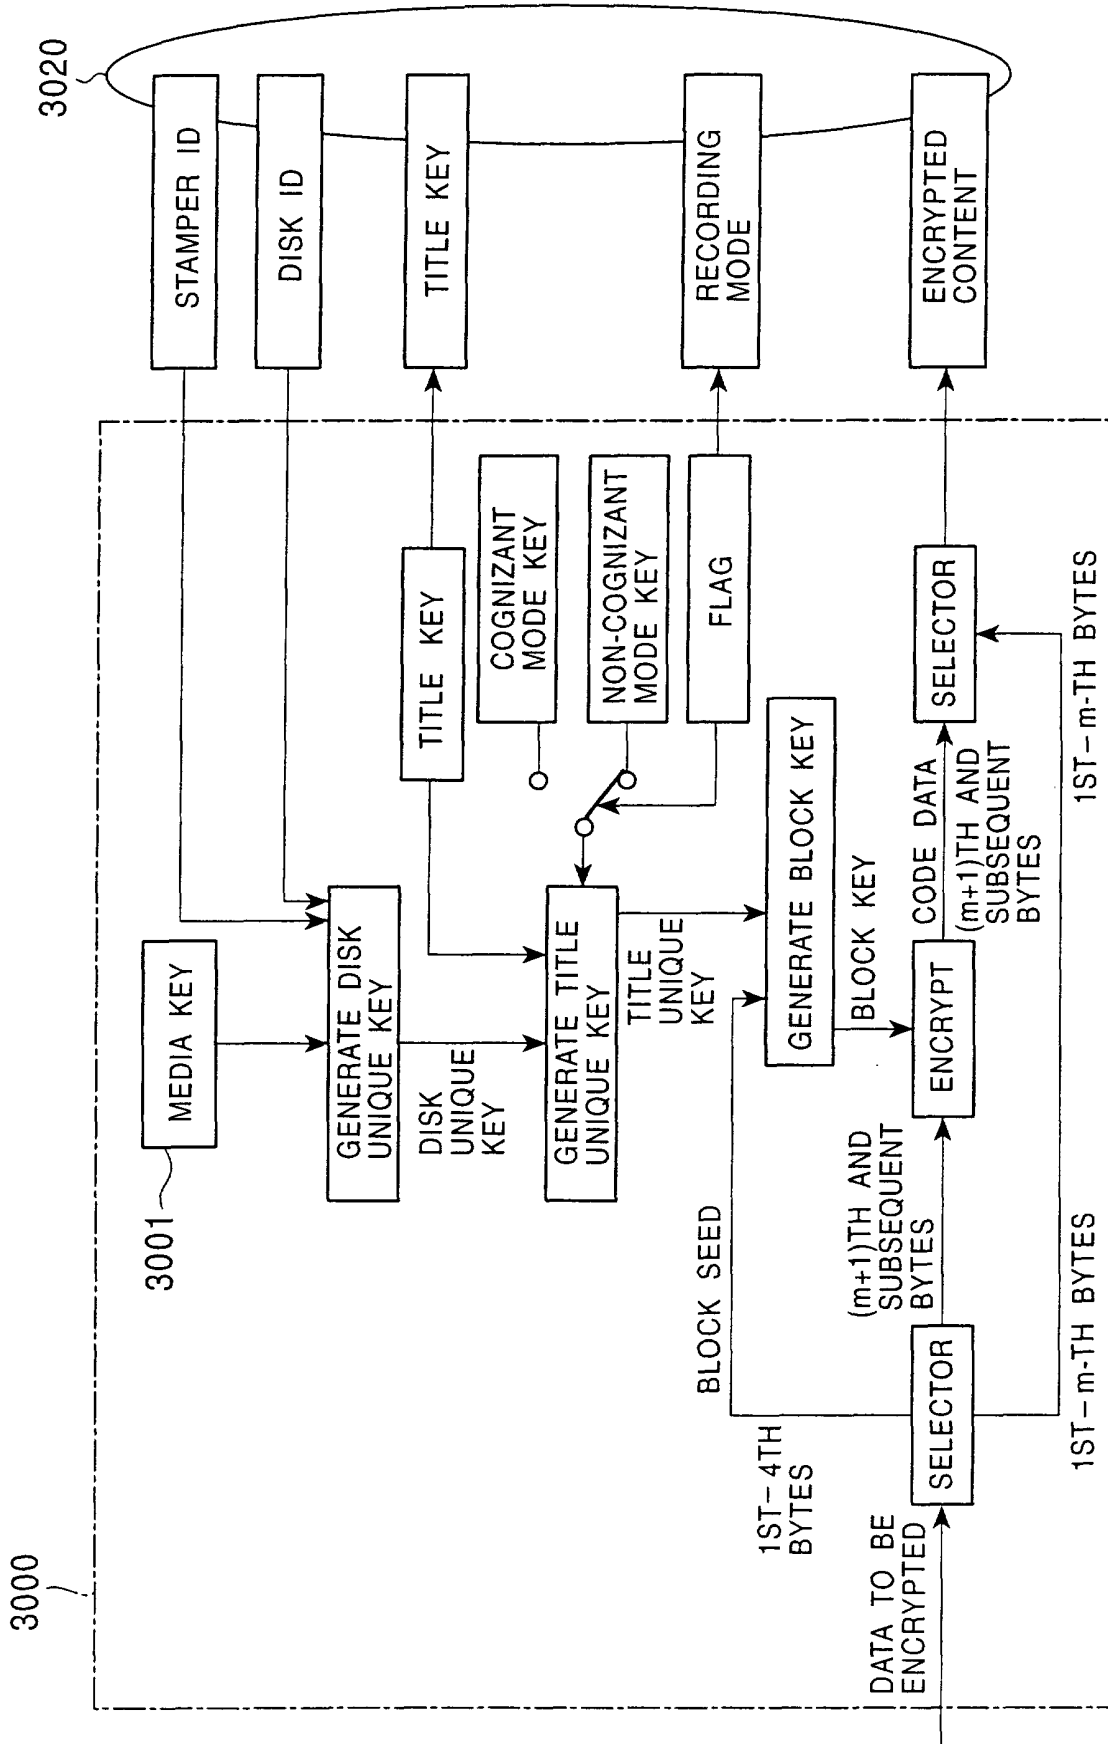 3000
3020
3001
MEDIA KEY
STAMPER ID
DISK ID
GENERATE DISK
UNIQUE KEY
DISK
UNIQUE
KEY
TITLE KEY
TITLE KEY
GENERATE TITLE
UNIQUE KEY
COGNIZANT
MODE KEY
NON-COGNIZANT
MODE KEY
TITLE
UNIQUE
KEY
FLAG
RECORDING
MODE
BLOCK SEED
GENERATE BLOCK KEY
BLOCK KEY
1ST-4TH
BYTES
DATA TO BE
ENCRYPTED
SELECTOR
(m+1)TH AND
SUBSEQUENT
BYTES
ENCRYPT
CODE DATA
(m+1)TH AND
SUBSEQUENT
BYTES
SELECTOR
ENCRYPTED
CONTENT
1ST-m-TH BYTES
1ST-m-TH BYTES